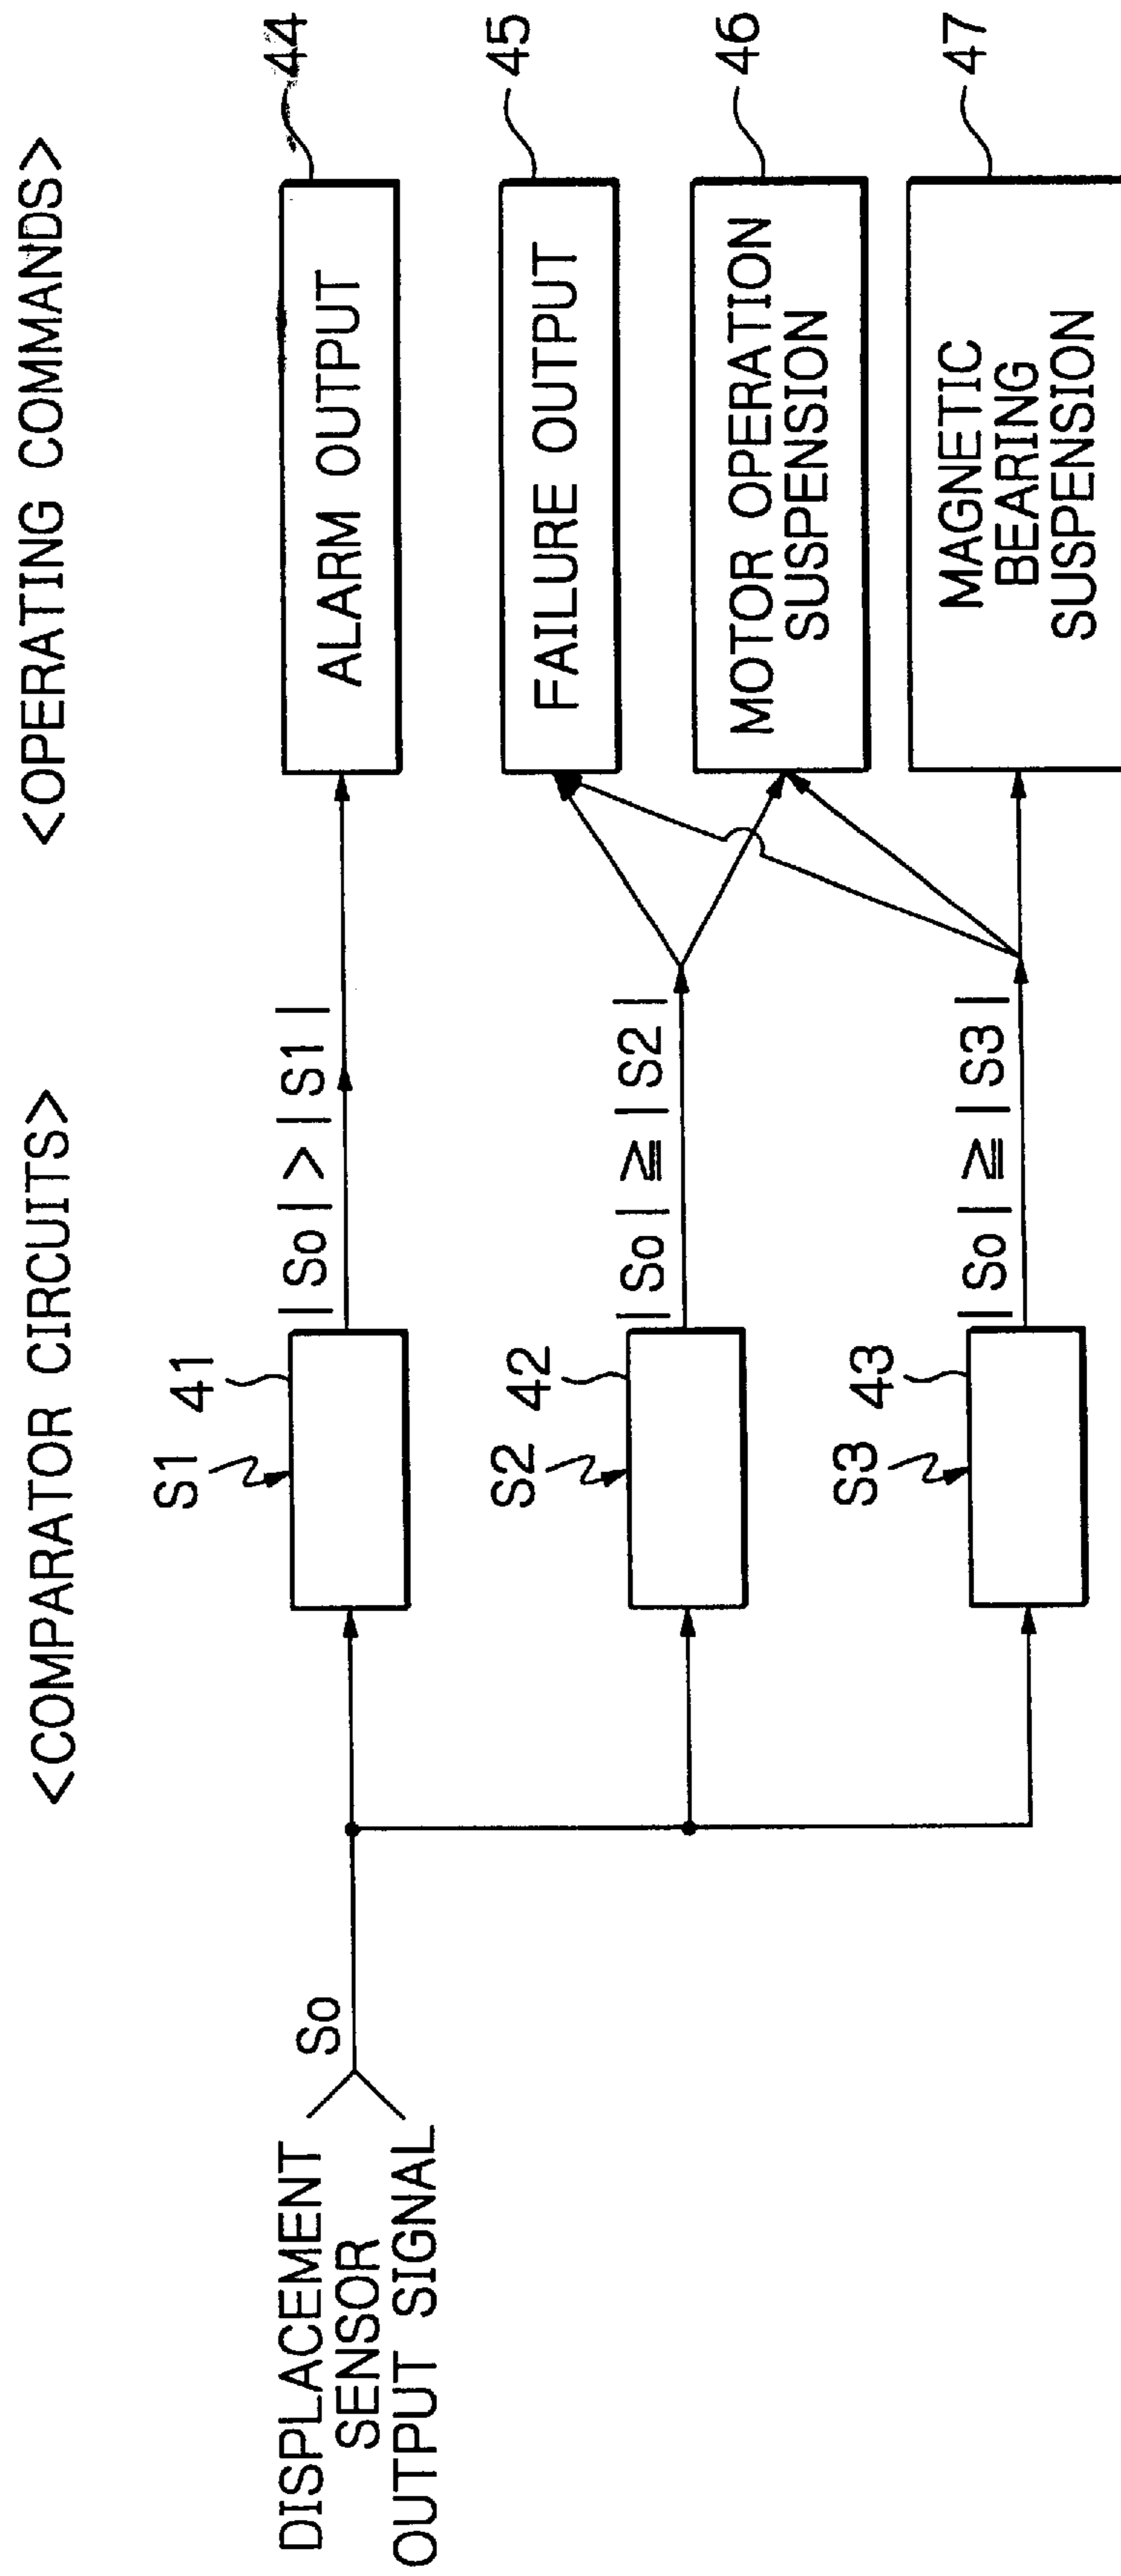 <COMPARATOR CIRCUITS>
<OPERATING COMMANDS>
DISPLACEMENT
SENSOR
OUTPUT SIGNAL
So
S1
41
|So|>|S1|
ALARM OUTPUT
44
S2
42
|So|≧|S2|
FAILURE OUTPUT
45
MOTOR OPERATION
SUSPENSION
46
S3
43
|So|≧|S3|
MAGNETIC
BEARING
SUSPENSION
47